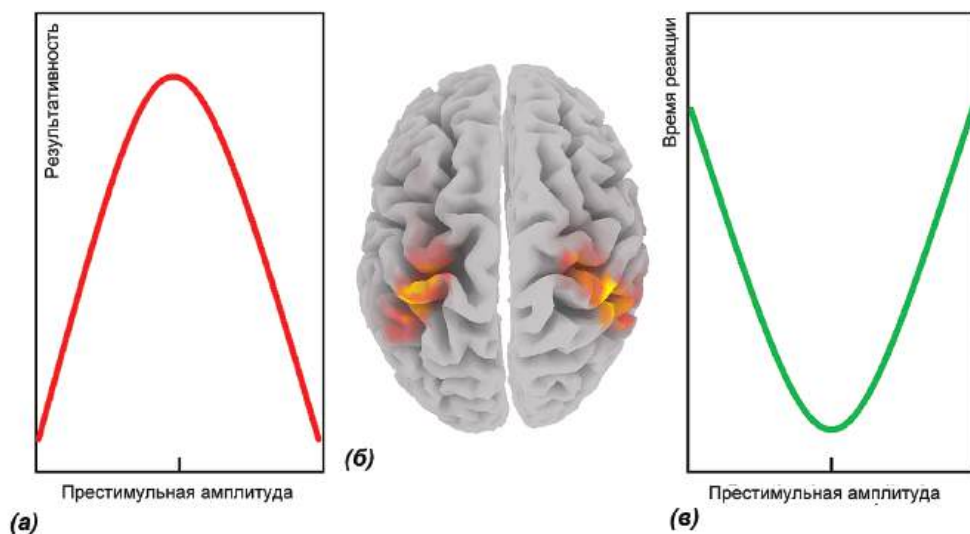 Результативность
Престимульная амплитуда
(а)
(б)
Время реакции
Престимульная амплитуда
(в)